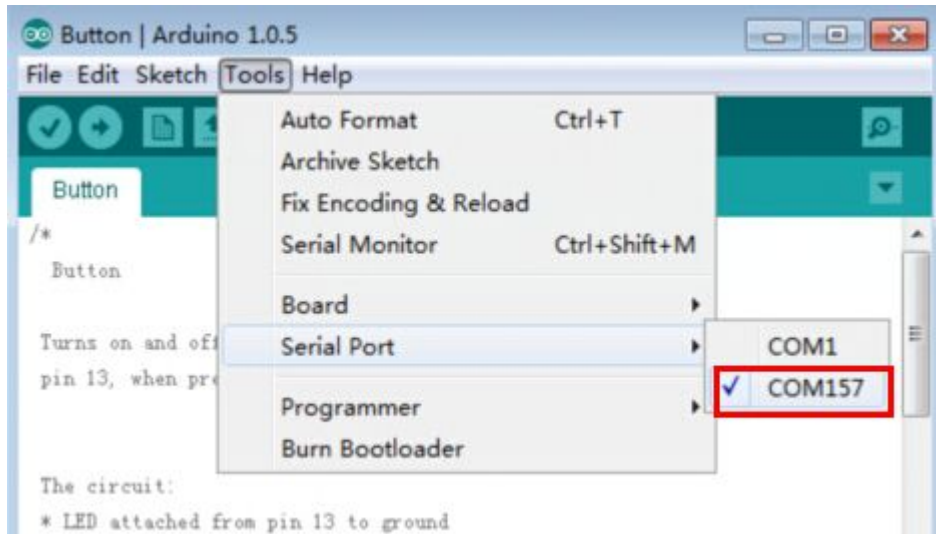 Button | Arduino 1.0.5
File Edit Sketch Tools Help
Auto Format Ctrl+T
Archive Sketch
Button
Fix Encoding & Reload
/*
Serial Monitor Ctrl+Shift+M
Button
Board
Turns on and off
Serial Port
COM1
pin 13, when pre
COM157
Programmer
Burn Bootloader
The circuit:
* LED attached from pin 13 to ground